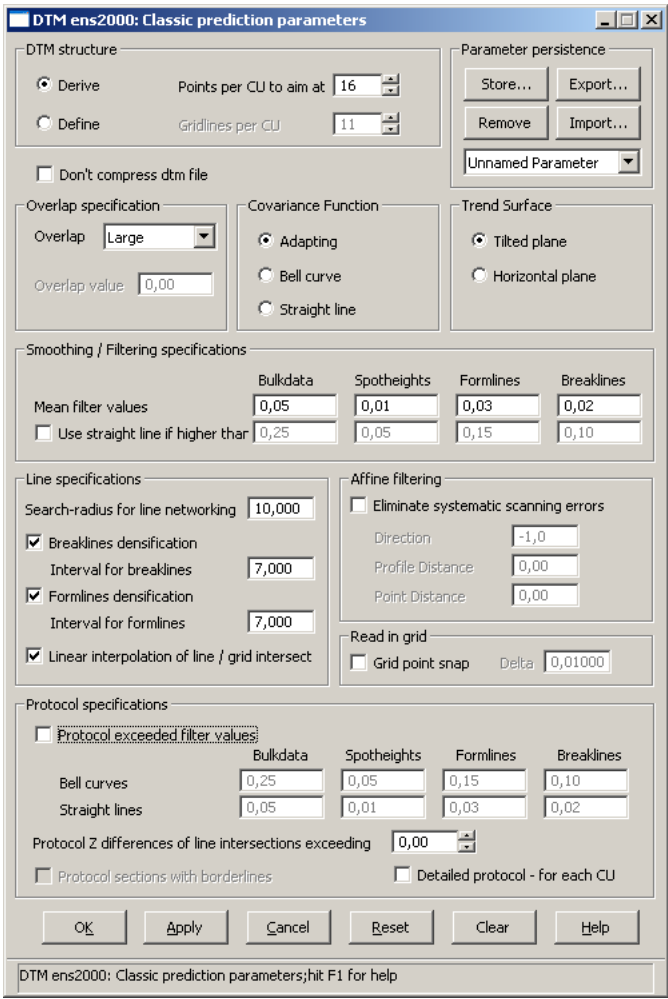 DTM ens2000: Classic prediction parameters
DTM structure
Derive
Points per CU to aim at 16
Define
Gridlines per CU 11
Parameter persistence
Store...
Export...
Remove
Import...
Unnamed Parameter
Don't compress dtm file
Overlap specification
Overlap Large
Overlap value 0,00
Covariance Function
Adapting
Bell curve
Straight line
Trend Surface
Tilted plane
Horizontal plane
Smoothing / Filtering specifications
Bulkdata Spotheights Formlines Breaklines
Mean filter values 0,05 0,01 0,03 0,02
Use straight line if higher than 0,25 0,05 0,15 0,10
Line specifications
Search-radius for line networking 10,000
Breaklines densification
Interval for breaklines 7,000
Formlines densification
Interval for formlines 7,000
Linear interpolation of line / grid intersect
Affine filtering
Eliminate systematic scanning errors
Direction -1,0
Profile Distance 0,00
Point Distance 0,00
Read in grid
Grid point snap Delta 0,01000
Protocol specifications
Protocol exceeded filter values
Bulkdata Spotheights Formlines Breaklines
Bell curves 0,25 0,05 0,15 0,10
Straight lines 0,05 0,01 0,03 0,02
Protocol Z differences of line intersections exceeding 0,00
Protocol sections with borderlines
Detailed protocol - for each CU
OK Apply Cancel Reset Clear Help
DTM ens2000: Classic prediction parameters;hit F1 for help